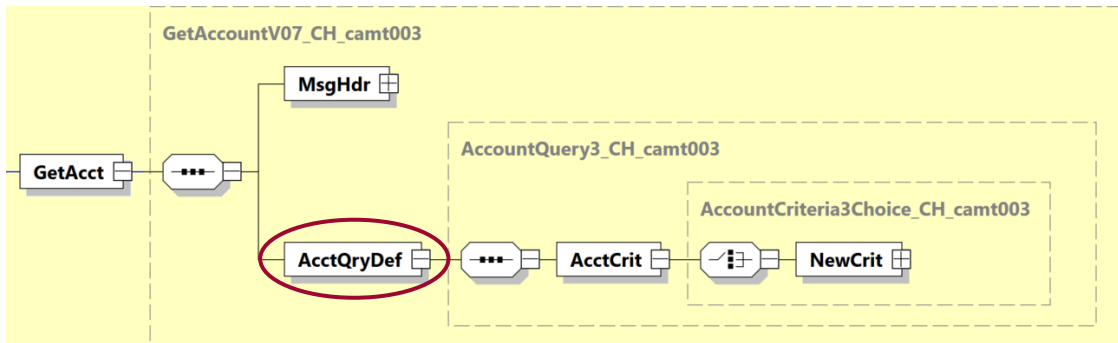 GetAccountV07_CH_camt003
MsgHdr
AccountQuery3_CH_camt003
GetAcct
AccountCriteria3Choice_CH_camt003
AcctQryDef
AcctCrit
NewCrit